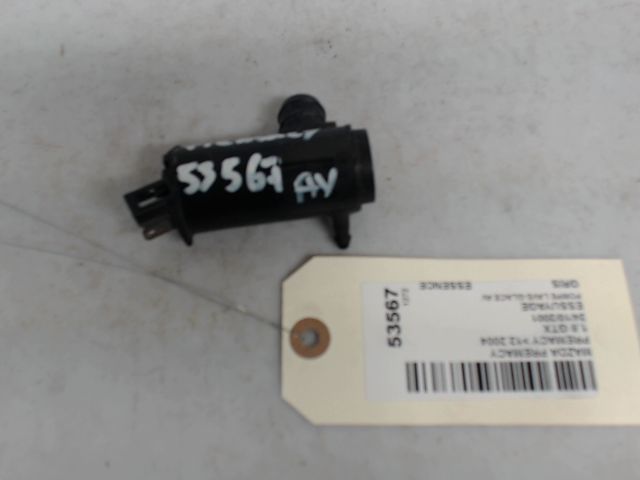 53567
AV
MAZDA PREMACY
PREMACY >12.2004
1.8 GTX
24/10/2001
ESSUYAGE
POMPE LAVE-GLACE AV
GRIS
ESSENCE
53567